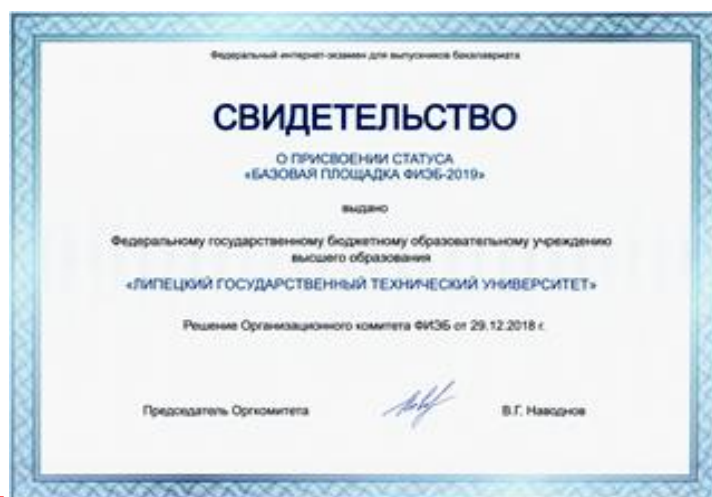 Федеральный интернет-экзамен для выпускников бакалавриата
СВИДЕТЕЛЬСТВО
О ПРИСВОЕНИИ СТАТУСА
«БАЗОВАЯ ПЛОЩАДКА ФИЭБ-2019»
выдано
Федеральному государственному бюджетному образовательному учреждению
высшего образования
«ЛИПЕЦКИЙ ГОСУДАРСТВЕННЫЙ ТЕХНИЧЕСКИЙ УНИВЕРСИТЕТ»
Решение Организационного комитета ФИЭБ от 29.12.2018 г.
Председатель Оргкомитета В.Г. Наводнов